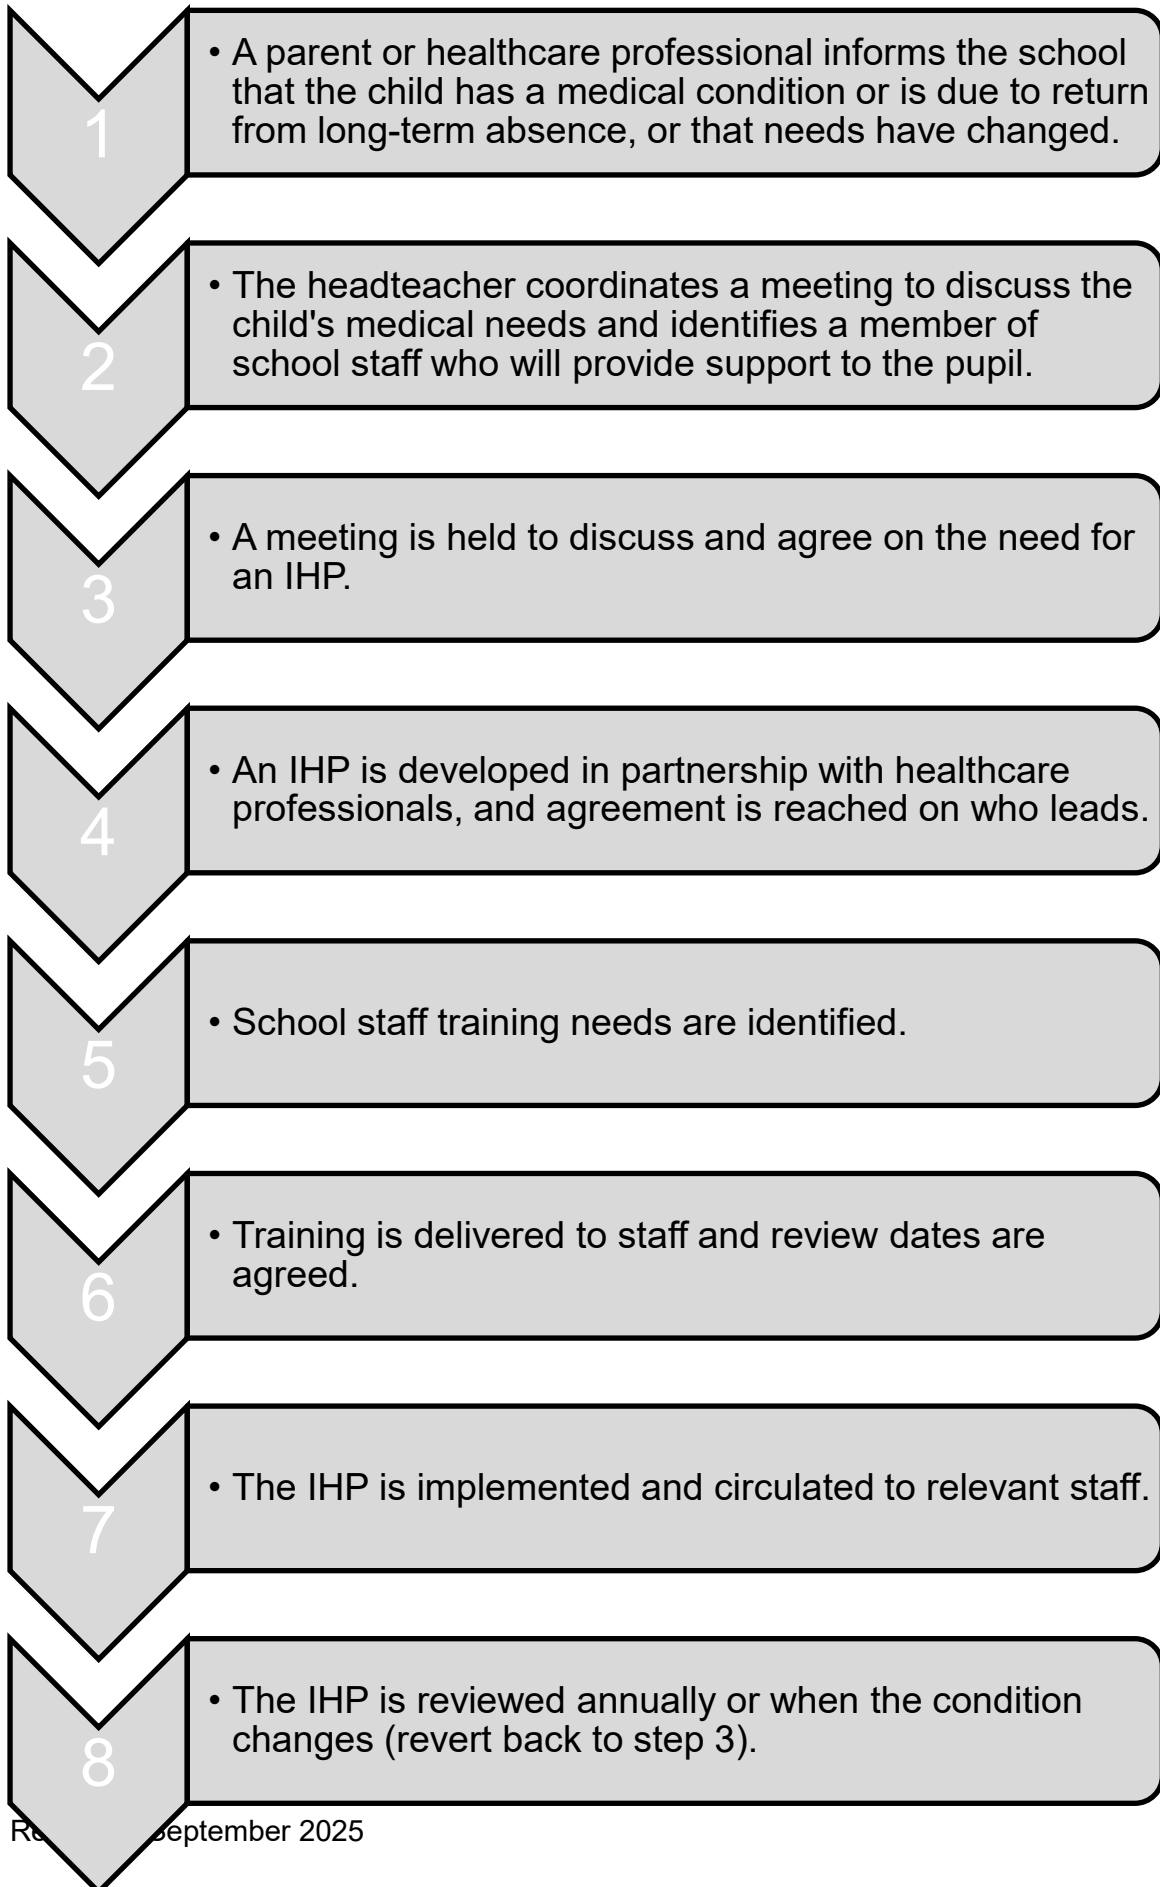 1
• A parent or healthcare professional informs the school
that the child has a medical condition or is due to return
from long-term absence, or that needs have changed.
2
• The headteacher coordinates a meeting to discuss the
child's medical needs and identifies a member of
school staff who will provide support to the pupil.
3
• A meeting is held to discuss and agree on the need for
an IHP.
4
• An IHP is developed in partnership with healthcare
professionals, and agreement is reached on who leads.
5
• School staff training needs are identified.
6
• Training is delivered to staff and review dates are
agreed.
7
• The IHP is implemented and circulated to relevant staff.
8
• The IHP is reviewed annually or when the condition
changes (revert back to step 3).
September 2025